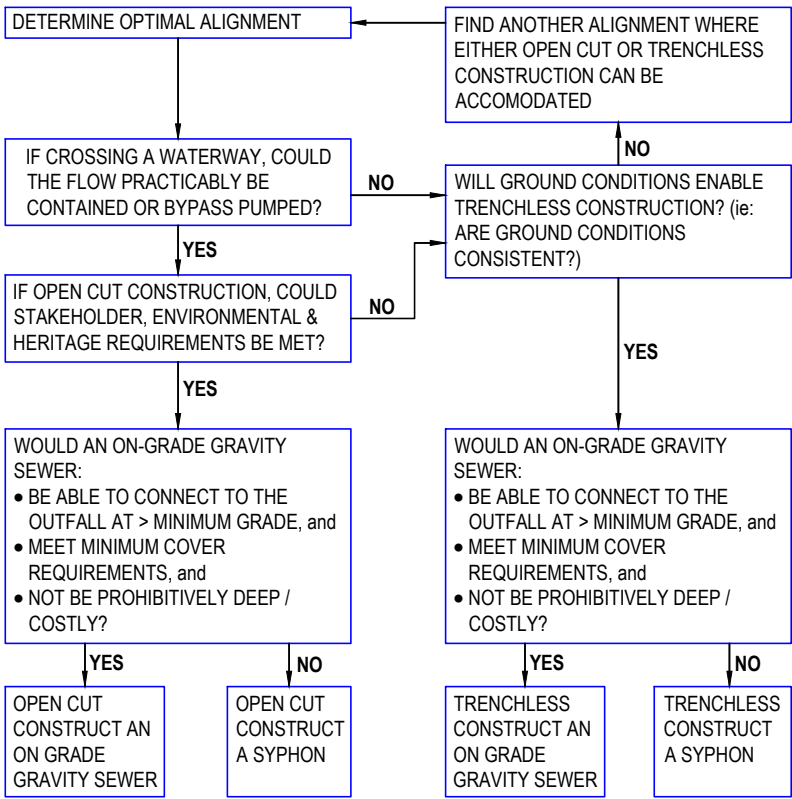 DETERMINE OPTIMAL ALIGNMENT
FIND ANOTHER ALIGNMENT WHERE
EITHER OPEN CUT OR TRENCHLESS
CONSTRUCTION CAN BE
ACCOMODATED
IF CROSSING A WATERWAY, COULD
THE FLOW PRACTICABLY BE
CONTAINED OR BYPASS PUMPED?
NO
NO
WILL GROUND CONDITIONS ENABLE
TRENCHLESS CONSTRUCTION? (ie:
ARE GROUND CONDITIONS
CONSISTENT?)
YES
IF OPEN CUT CONSTRUCTION, COULD
STAKEHOLDER, ENVIRONMENTAL &
HERITAGE REQUIREMENTS BE MET?
NO
YES
YES
WOULD AN ON-GRADE GRAVITY
SEWER:
• BE ABLE TO CONNECT TO THE
OUTFALL AT > MINIMUM GRADE, and
• MEET MINIMUM COVER
REQUIREMENTS, and
• NOT BE PROHIBITIVELY DEEP /
COSTLY?
WOULD AN ON-GRADE GRAVITY
SEWER:
• BE ABLE TO CONNECT TO THE
OUTFALL AT > MINIMUM GRADE, and
• MEET MINIMUM COVER
REQUIREMENTS, and
• NOT BE PROHIBITIVELY DEEP /
COSTLY?
YES
NO
YES
NO
OPEN CUT
CONSTRUCT AN
ON GRADE
GRAVITY SEWER
OPEN CUT
CONSTRUCT
A SYPHON
TRENCHLESS
CONSTRUCT AN
ON GRADE
GRAVITY SEWER
TRENCHLESS
CONSTRUCT
A SYPHON